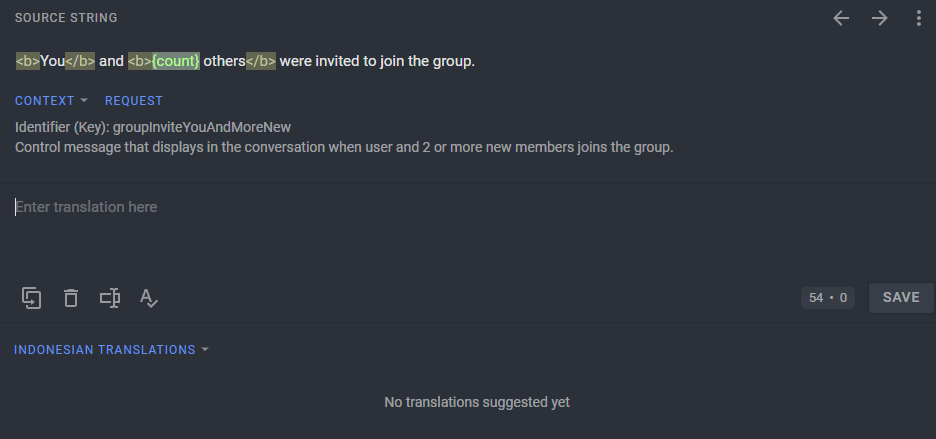 SOURCE STRING
<b>You</b> and <b>{count} others</b> were invited to join the group.
CONTEXT REQUEST
Identifier (Key): groupInviteYouAndMoreNew
Control message that displays in the conversation when user and 2 or more new members joins the group.
Enter translation here
54 • 0 SAVE
INDONESIAN TRANSLATIONS
No translations suggested yet